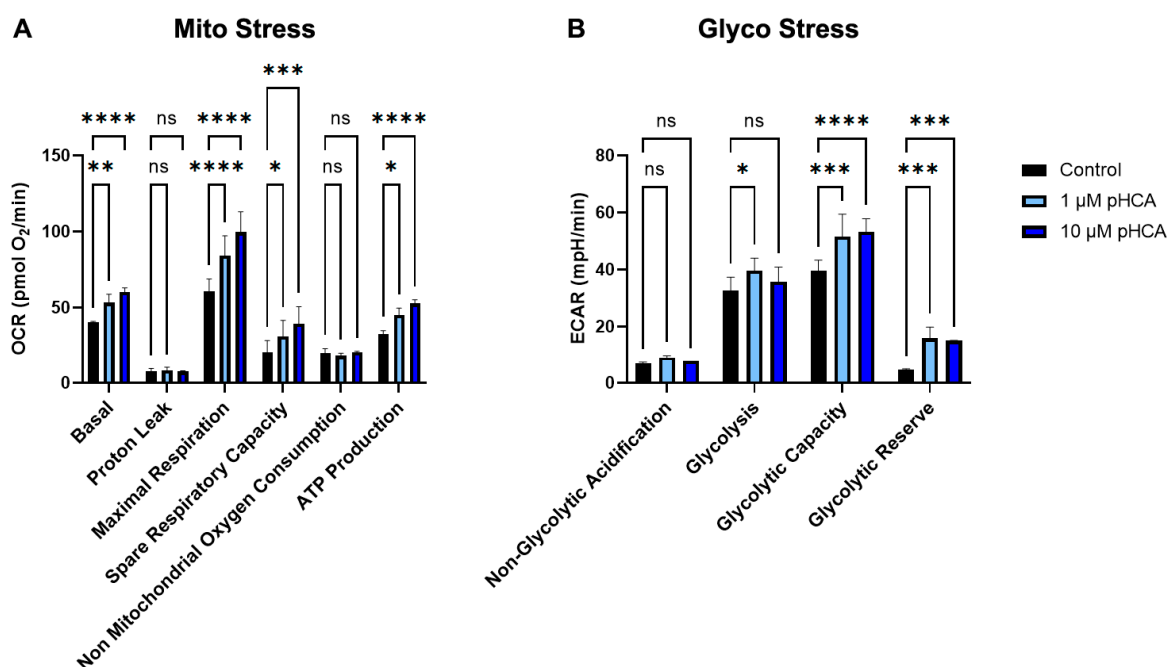 A
Mito Stress
***
**** ns **** ns ****
** ns **** * ns *
OCR (pmol O₂/min)
150
100
50
0
Basal
Proton Leak
Maximal Respiration
Spare Respiratory Capacity
Non Mitochondrial Oxygen Consumption
ATP Production
B
Glyco Stress
ns ns **** ***
ns * *** ***
ECAR (mpH/min)
80
60
40
20
0
Non-Glycolytic Acidification
Glycolysis
Glycolytic Capacity
Glycolytic Reserve
Control
1 µM pHCA
10 µM pHCA